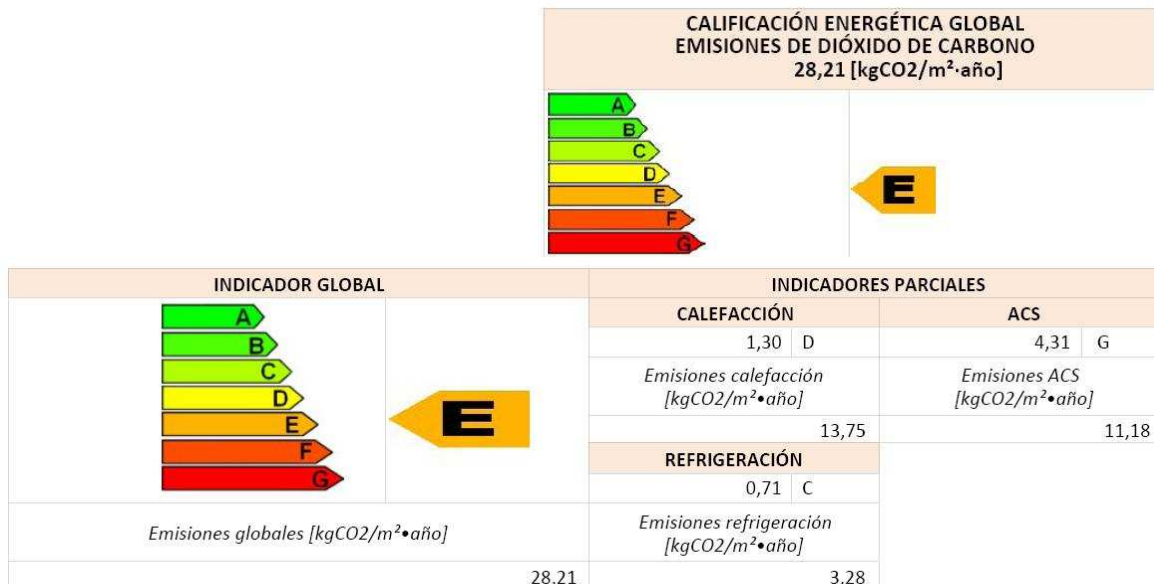 CALIFICACIÓN ENERGÉTICA GLOBAL
EMISIONES DE DIÓXIDO DE CARBONO
28,21 [kgCO2/m²·año]
A
B
C
D
E
F
G
E
INDICADOR GLOBAL
A
B
C
D
E
F
G
E
Emisiones globales [kgCO2/m²•año]
28.21
INDICADORES PARCIALES
CALEFACCIÓN
1,30 D
Emisiones calefacción
[kgCO2/m²•año]
13,75
ACS
4,31 G
Emisiones ACS
[kgCO2/m²•año]
11,18
REFRIGERACIÓN
0,71 C
Emisiones refrigeración
[kgCO2/m²•año]
3.28